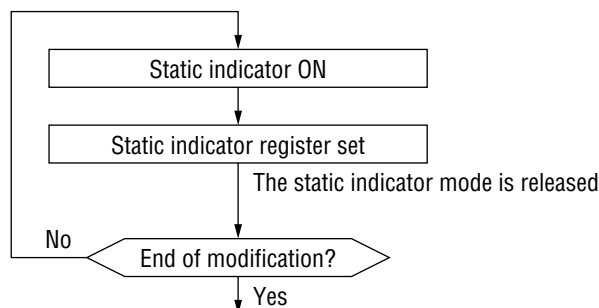 Static indicator ON
Static indicator register set
The static indicator mode is released
No
End of modification?
Yes